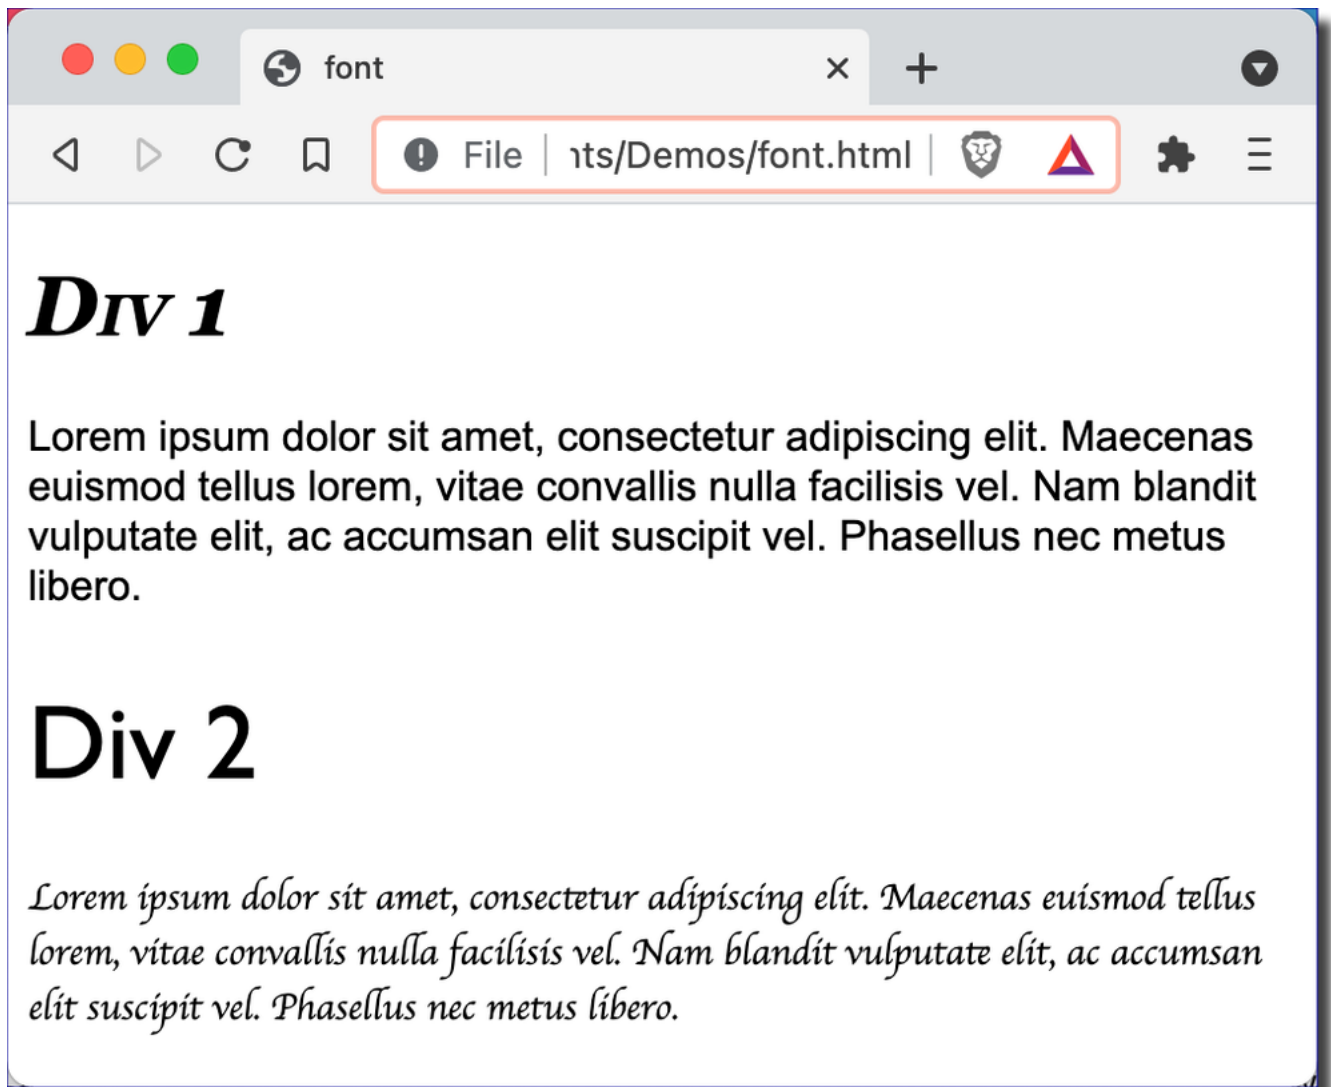 font
File
nts/Demos/font.html
Div 1
Lorem ipsum dolor sit amet, consectetur adipiscing elit. Maecenas
euismod tellus lorem, vitae convallis nulla facilisis vel. Nam blandit
vulputate elit, ac accumsan elit suscipit vel. Phasellus nec metus
libero.
Div 2
Lorem ipsum dolor sit amet, consectetur adipiscing elit. Maecenas euismod tellus
lorem, vitae convallis nulla facilisis vel. Nam blandit vulputate elit, ac accumsan
elit suscipit vel. Phasellus nec metus libero.